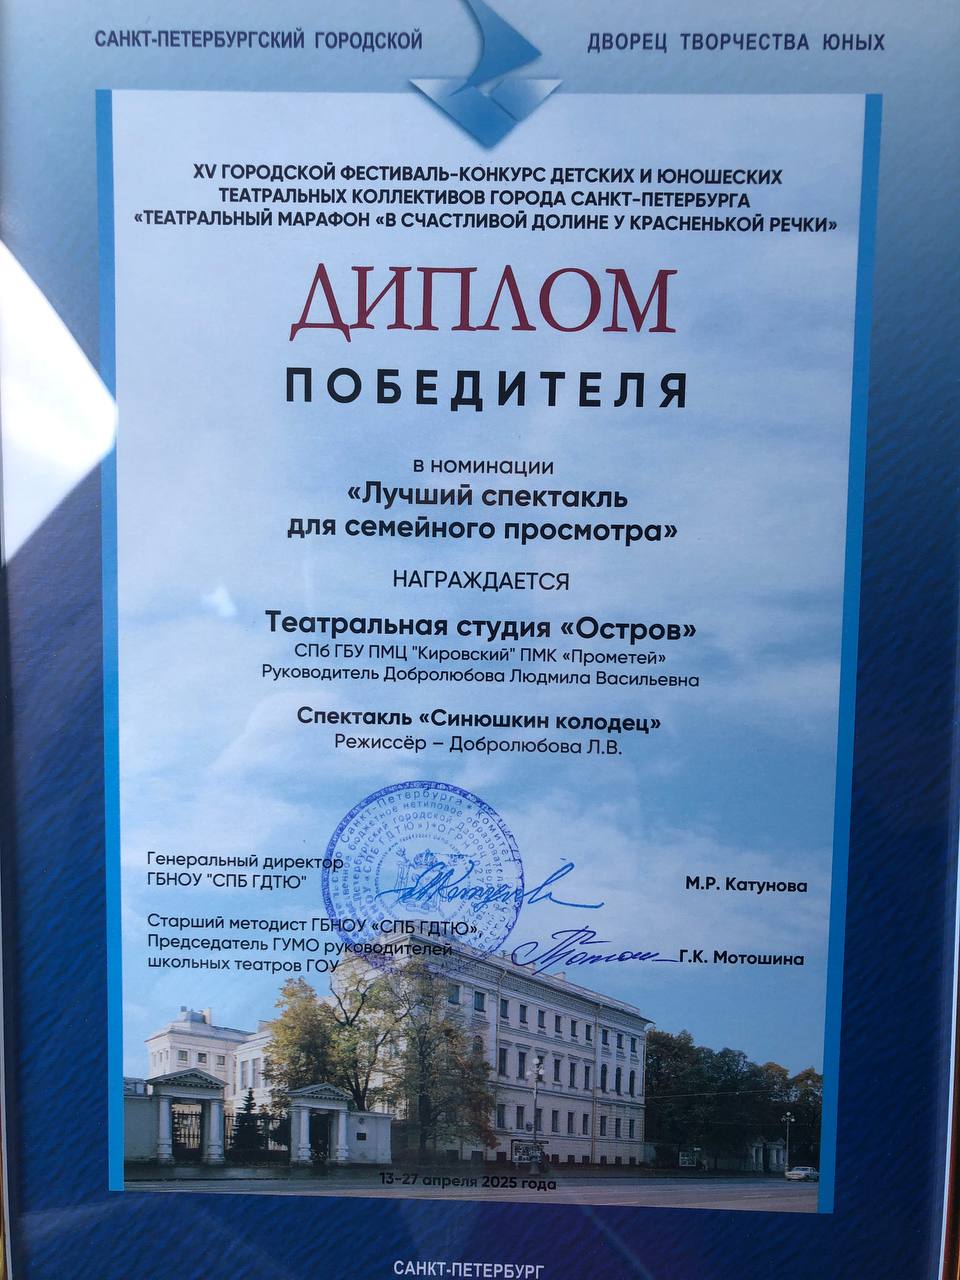 САНКТ-ПЕТЕРБУРГСКИЙ ГОРОДСКОЙ ДВОРЕЦ ТВОРЧЕСТВА ЮНЫХ
XV ГОРОДСКОЙ ФЕСТИВАЛЬ-КОНКУРС ДЕТСКИХ И ЮНОШЕСКИХ
ТЕАТРАЛЬНЫХ КОЛЛЕКТИВОВ ГОРОДА САНКТ-ПЕТЕРБУРГА
«ТЕАТРАЛЬНЫЙ МАРАФОН «В СЧАСТЛИВОЙ ДОЛИНЕ У КРАСНЕНЬКОЙ РЕЧКИ»
ДИПЛОМ
ПОБЕДИТЕЛЯ
в номинации
«Лучший спектакль
для семейного просмотра»
НАГРАЖДАЕТСЯ
Театральная студия «Остров»
СПб ГБУ ПМЦ "Кировский" ПМК «Прометей»
Руководитель Добролюбова Людмила Васильевна
Спектакль «Синюшкин колодец»
Режиссёр – Добролюбова Л.В.
Генеральный директор
ГБНОУ "СПБ ГДТЮ"
М.Р. Катунова
Старший методист ГБНОУ «СПБ ГДТЮ»,
Председатель ГУМО руководителей
школьных театров ГОУ
Г.К. Мотошина
13-27 апреля 2025 года
САНКТ-ПЕТЕРБУРГ